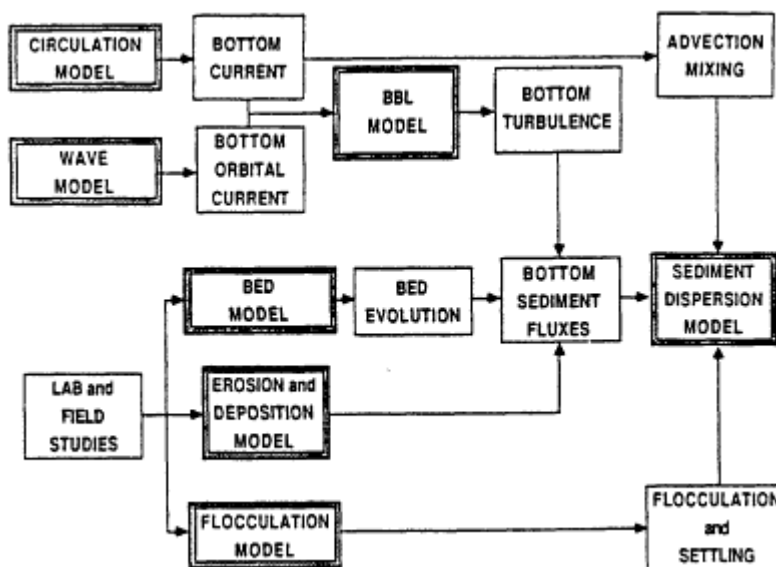 CIRCULATION
MODEL
BOTTOM
CURRENT
ADVECTION
MIXING
BBL
MODEL
BOTTOM
TURBULENCE
WAVE
MODEL
BOTTOM
ORBITAL
CURRENT
BED
MODEL
BED
EVOLUTION
BOTTOM
SEDIMENT
FLUXES
SEDIMENT
DISPERSION
MODEL
LAB and
FIELD
STUDIES
EROSION and
DEPOSITION
MODEL
FLOCCULATION
MODEL
FLOCCULATION
and
SETTLING